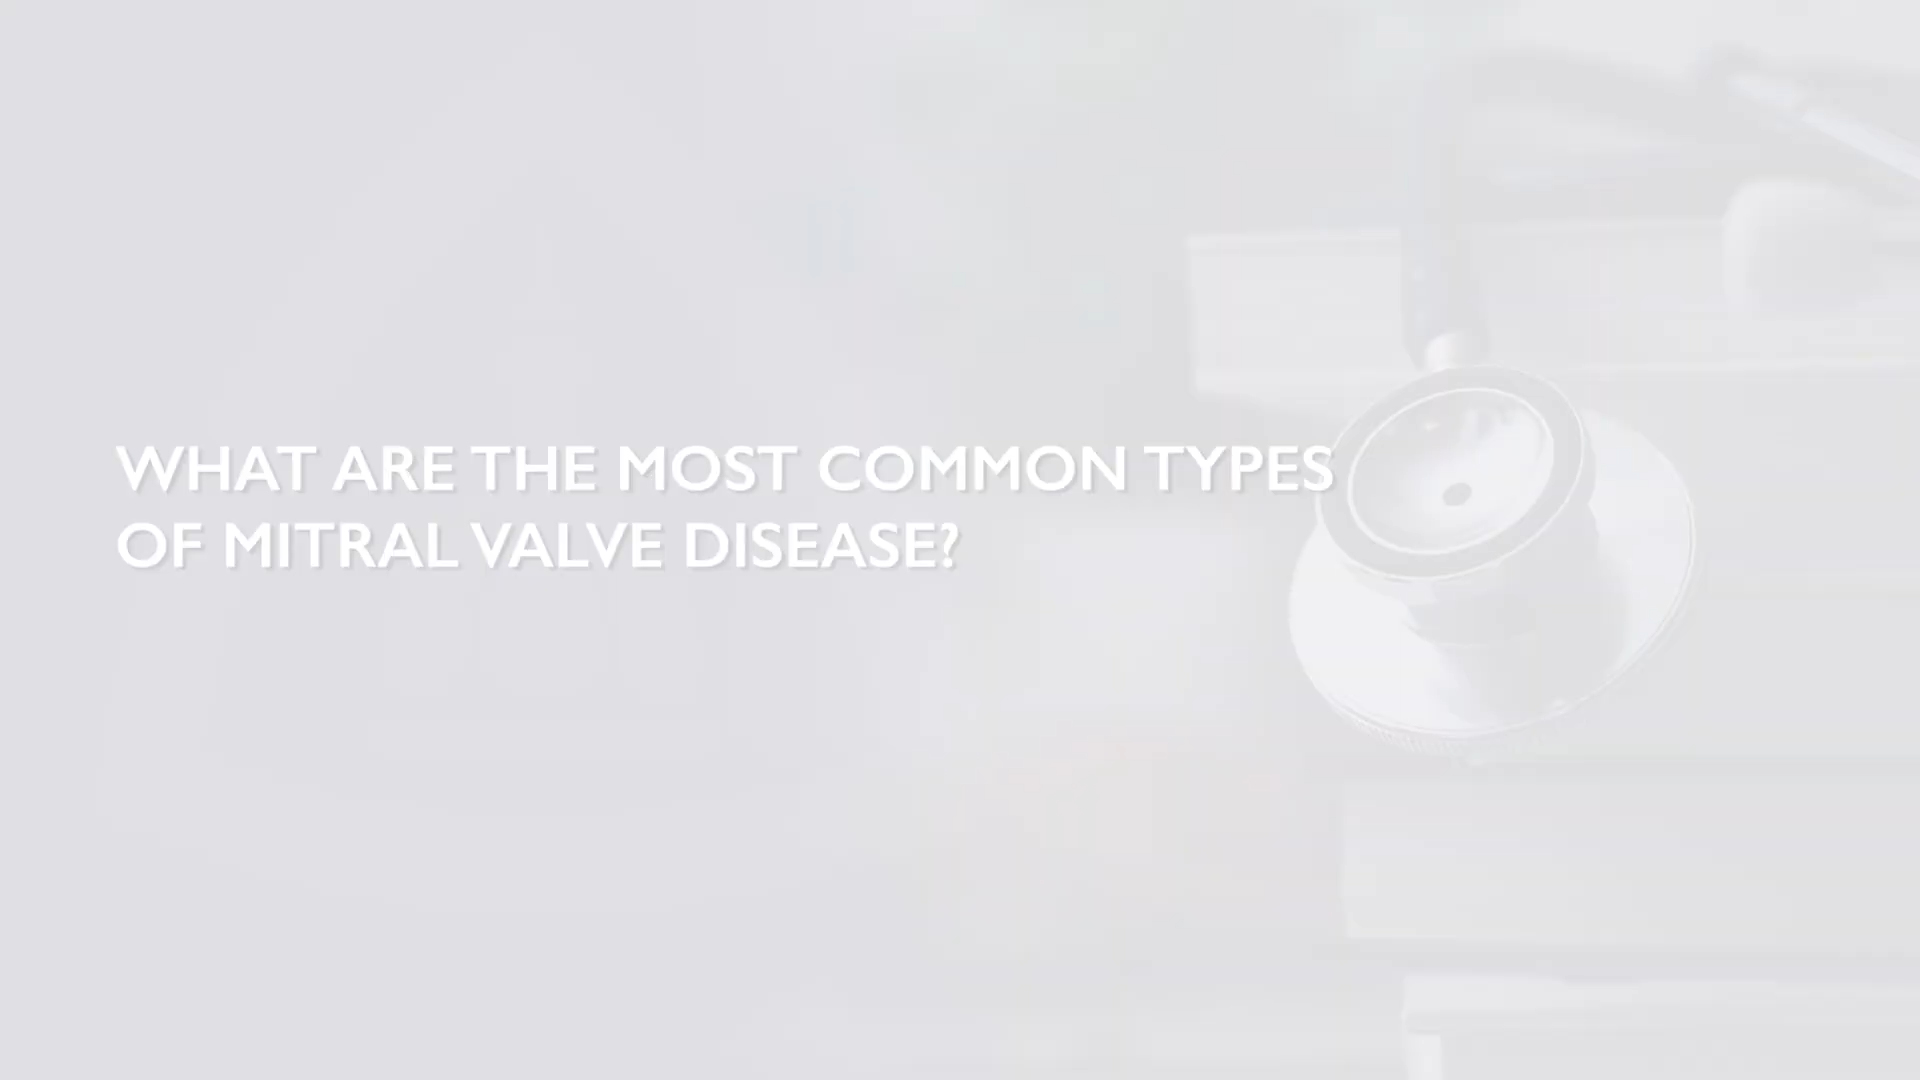 WHAT ARE THE MOST COMMON TYPES
OF MITRAL VALVE DISEASE?